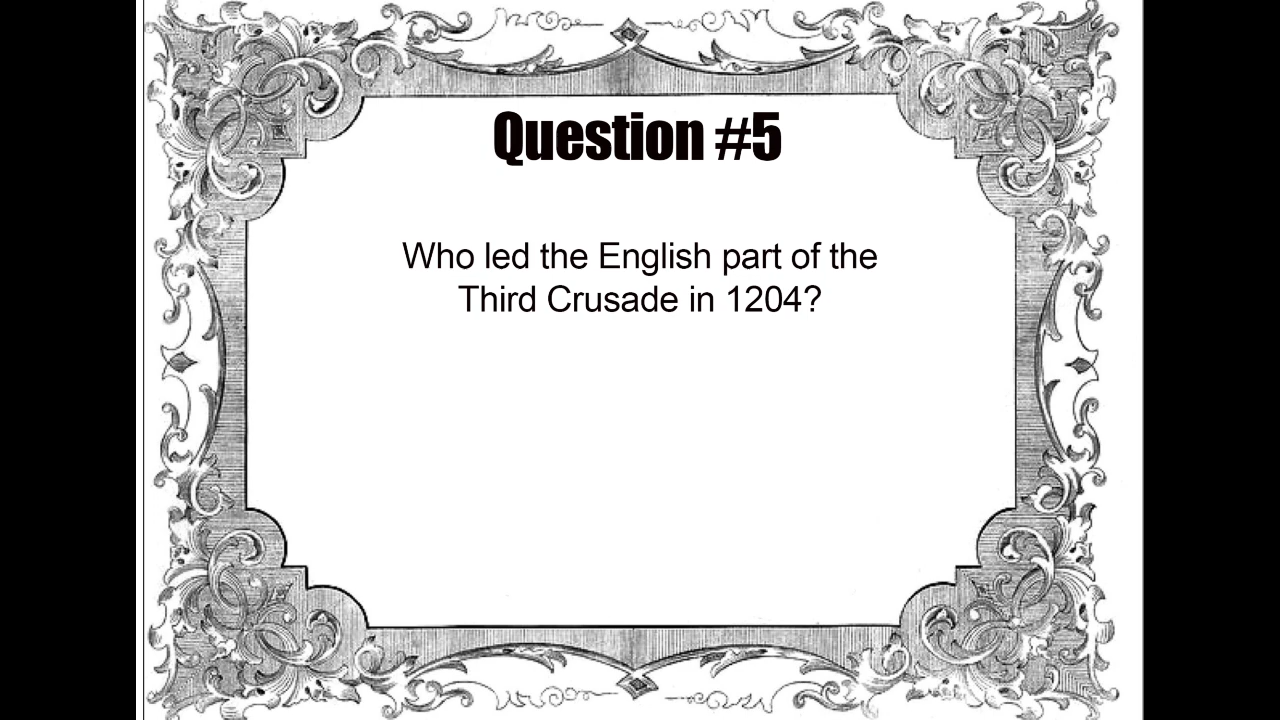 Question #5
Who led the English part of the
Third Crusade in 1204?